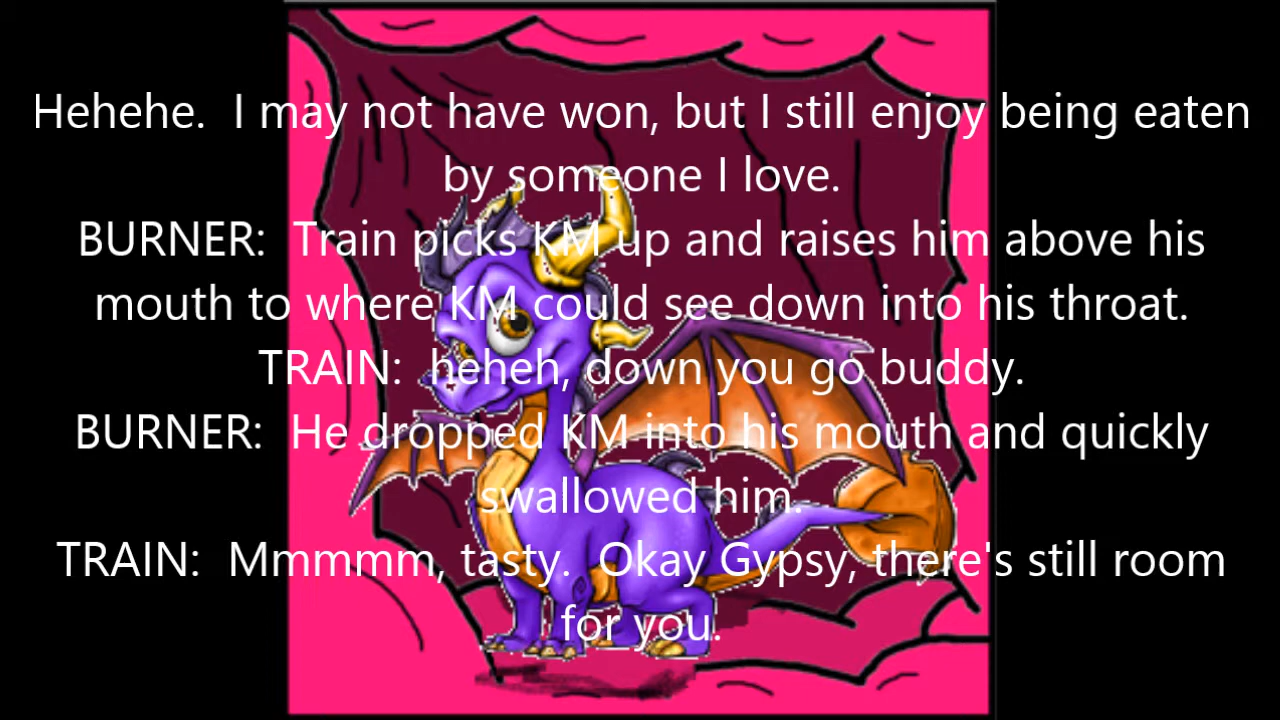 Hehehe.  I may not have won, but I still enjoy being eaten
by someone I love.
BURNER:  Train picks KM up and raises him above his
mouth to where KM could see down into his throat.
TRAIN:  heheh, down you go buddy.
BURNER:  He dropped KM into his mouth and quickly
swallowed him.
TRAIN:  Mmmmm, tasty.  Okay Gypsy, there's still room
for you.